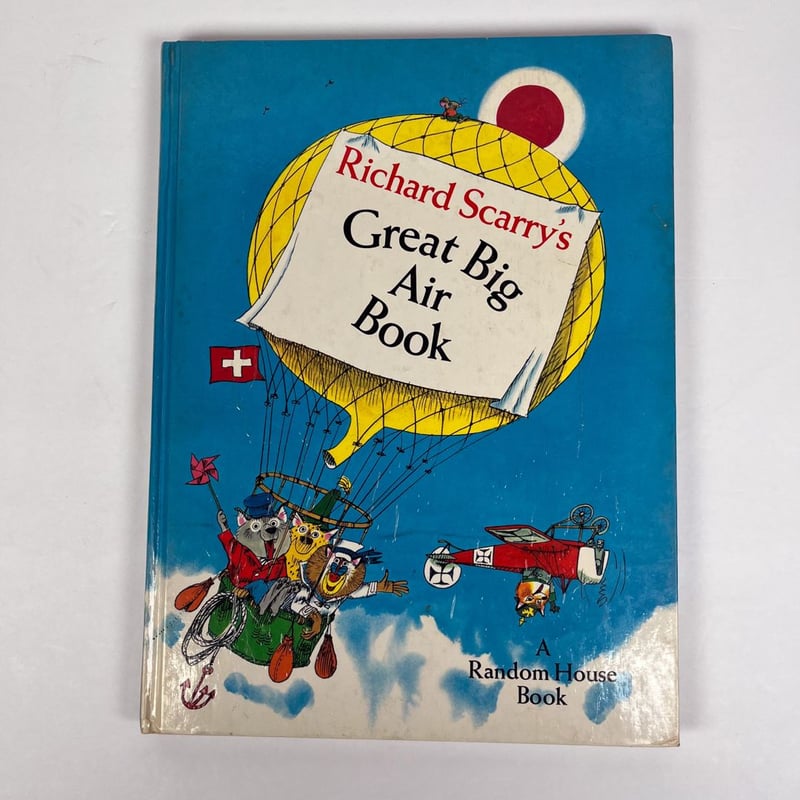 Richard Scarry's
Great Big
Air
Book
A
Random House
Book